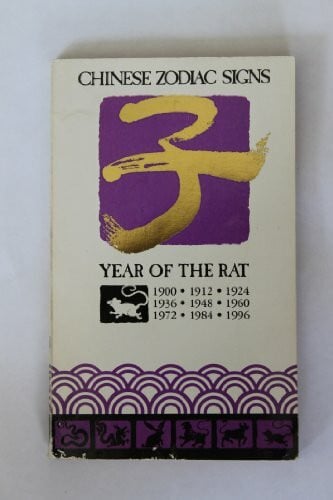 CHINESE ZODIAC SIGNS
子
YEAR OF THE RAT
1900 • 1912 • 1924
1936 • 1948 • 1960
1972 • 1984 • 1996